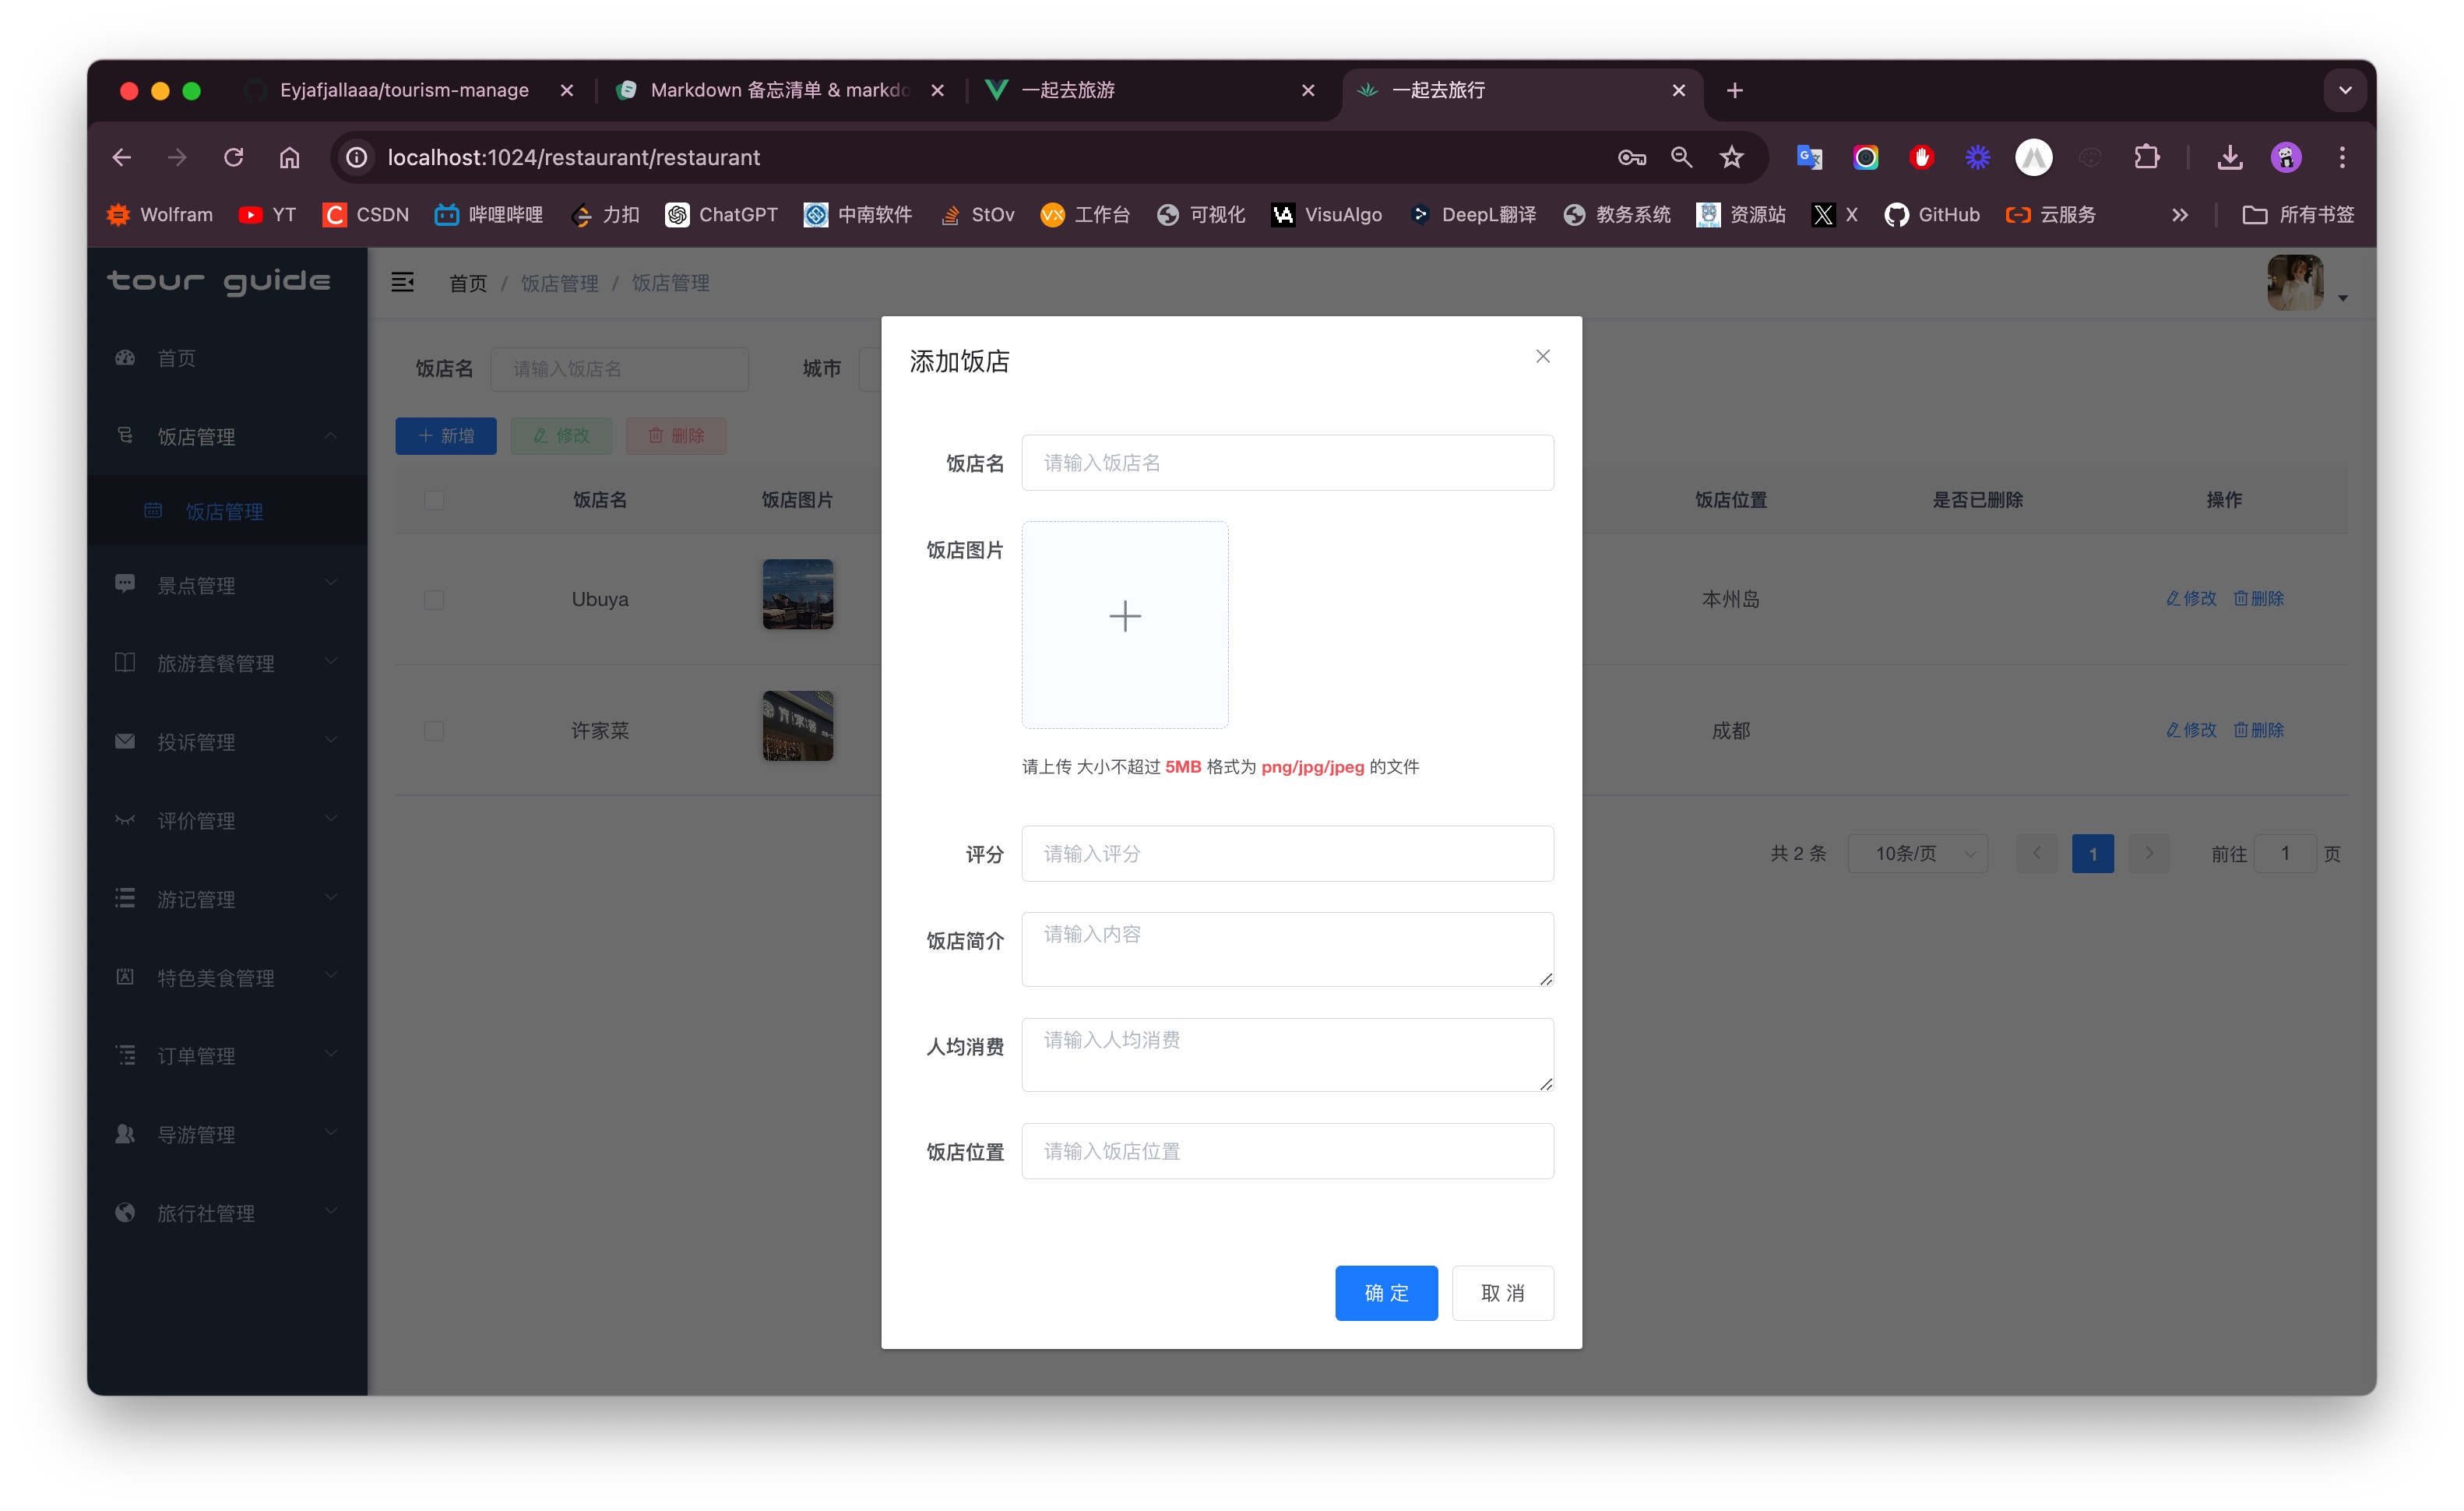 Eyjafjallaaa/tourism-manage
Markdown 备忘清单 & markdo
一起去旅游
一起去旅行
localhost:1024/restaurant/restaurant
Wolfram YT CSDN 哔哩哔哩 力扣 ChatGPT 中南软件 StOv 工作台 可视化 VisuAlgo DeepL翻译 教务系统 资源站 X GitHub 云服务 所有书签
tour guide
首页 / 饭店管理 / 饭店管理
首页
饭店管理
饭店管理
景点管理
旅游套餐管理
投诉管理
评价管理
游记管理
特色美食管理
订单管理
导游管理
旅行社管理
饭店名 请输入饭店名 城市
新增 修改 删除
饭店名 饭店图片 饭店位置 是否已删除 操作
Ubuya 本州岛 修改 删除
许家菜 成都 修改 删除
共 2 条 10条/页 1 前往 1 页
添加饭店
饭店名 请输入饭店名
饭店图片
请上传 大小不超过 5MB 格式为 png/jpg/jpeg 的文件
评分 请输入评分
饭店简介 请输入内容
人均消费 请输入人均消费
饭店位置 请输入饭店位置
确 定 取 消